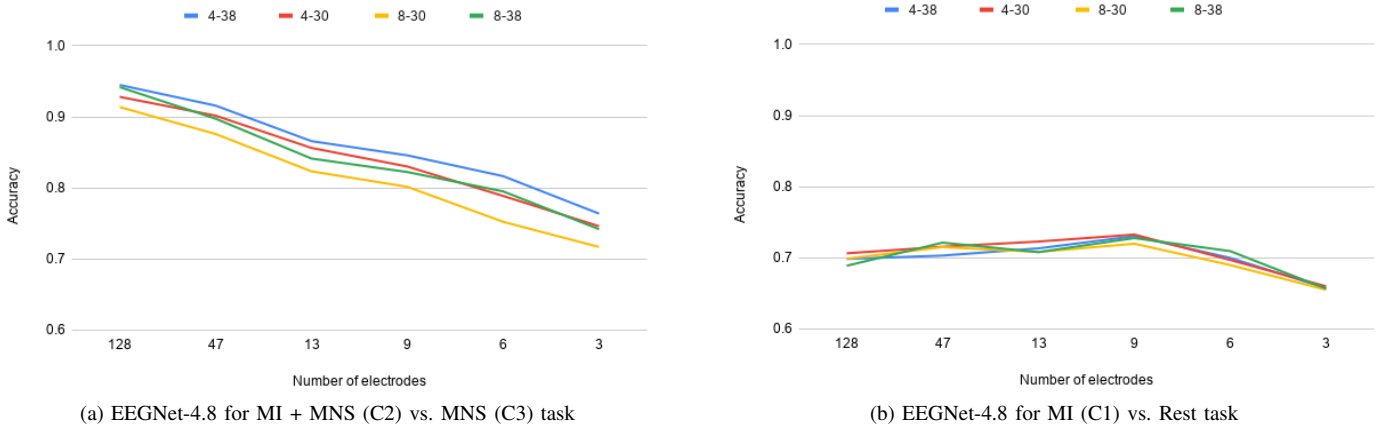 4-38 4-30 8-30 8-38
1.0
0.9
0.8
0.7
0.6
Accuracy
128 47 13 9 6 3
Number of electrodes
(a) EEGNet-4.8 for MI + MNS (C2) vs. MNS (C3) task
4-38 4-30 8-30 8-38
1.0
0.9
0.8
0.7
0.6
Accuracy
128 47 13 9 6 3
Number of electrodes
(b) EEGNet-4.8 for MI (C1) vs. Rest task